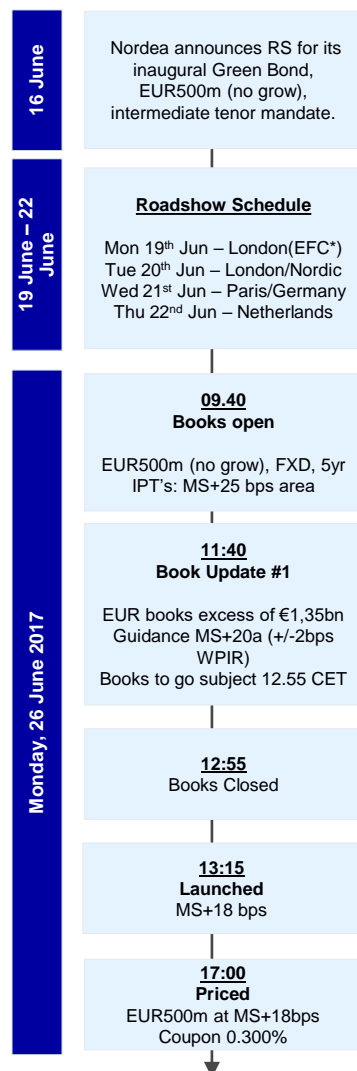 16 June
Nordea announces RS for its
inaugural Green Bond,
EUR500m (no grow),
intermediate tenor mandate.
19 June – 22
June
Roadshow Schedule
Mon 19th Jun – London(EFC*)
Tue 20th Jun – London/Nordic
Wed 21st Jun – Paris/Germany
Thu 22nd Jun – Netherlands
Monday, 26 June 2017
09.40
Books open
EUR500m (no grow), FXD, 5yr
IPT's: MS+25 bps area
11:40
Book Update #1
EUR books excess of €1,35bn
Guidance MS+20a (+/-2bps
WPIR)
Books to go subject 12.55 CET
12:55
Books Closed
13:15
Launched
MS+18 bps
17:00
Priced
EUR500m at MS+18bps
Coupon 0.300%